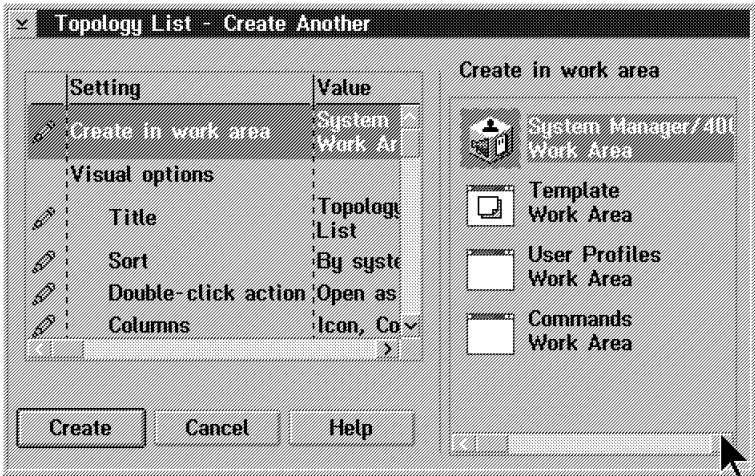 Topology List - Create Another
Setting Value
Create in work area System
Work Ar
Visual options
Title Topology
List
Sort By syste
Double-click action Open as
Columns Icon, Co
Create Cancel Help
Create in work area
System Manager/400
Work Area
Template
Work Area
User Profiles
Work Area
Commands
Work Area